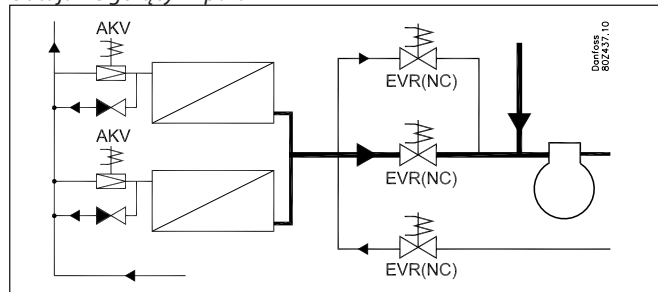 AKV
EVR(NC)
Danfoss
80Z437.10
AKV
EVR(NC)
EVR(NC)